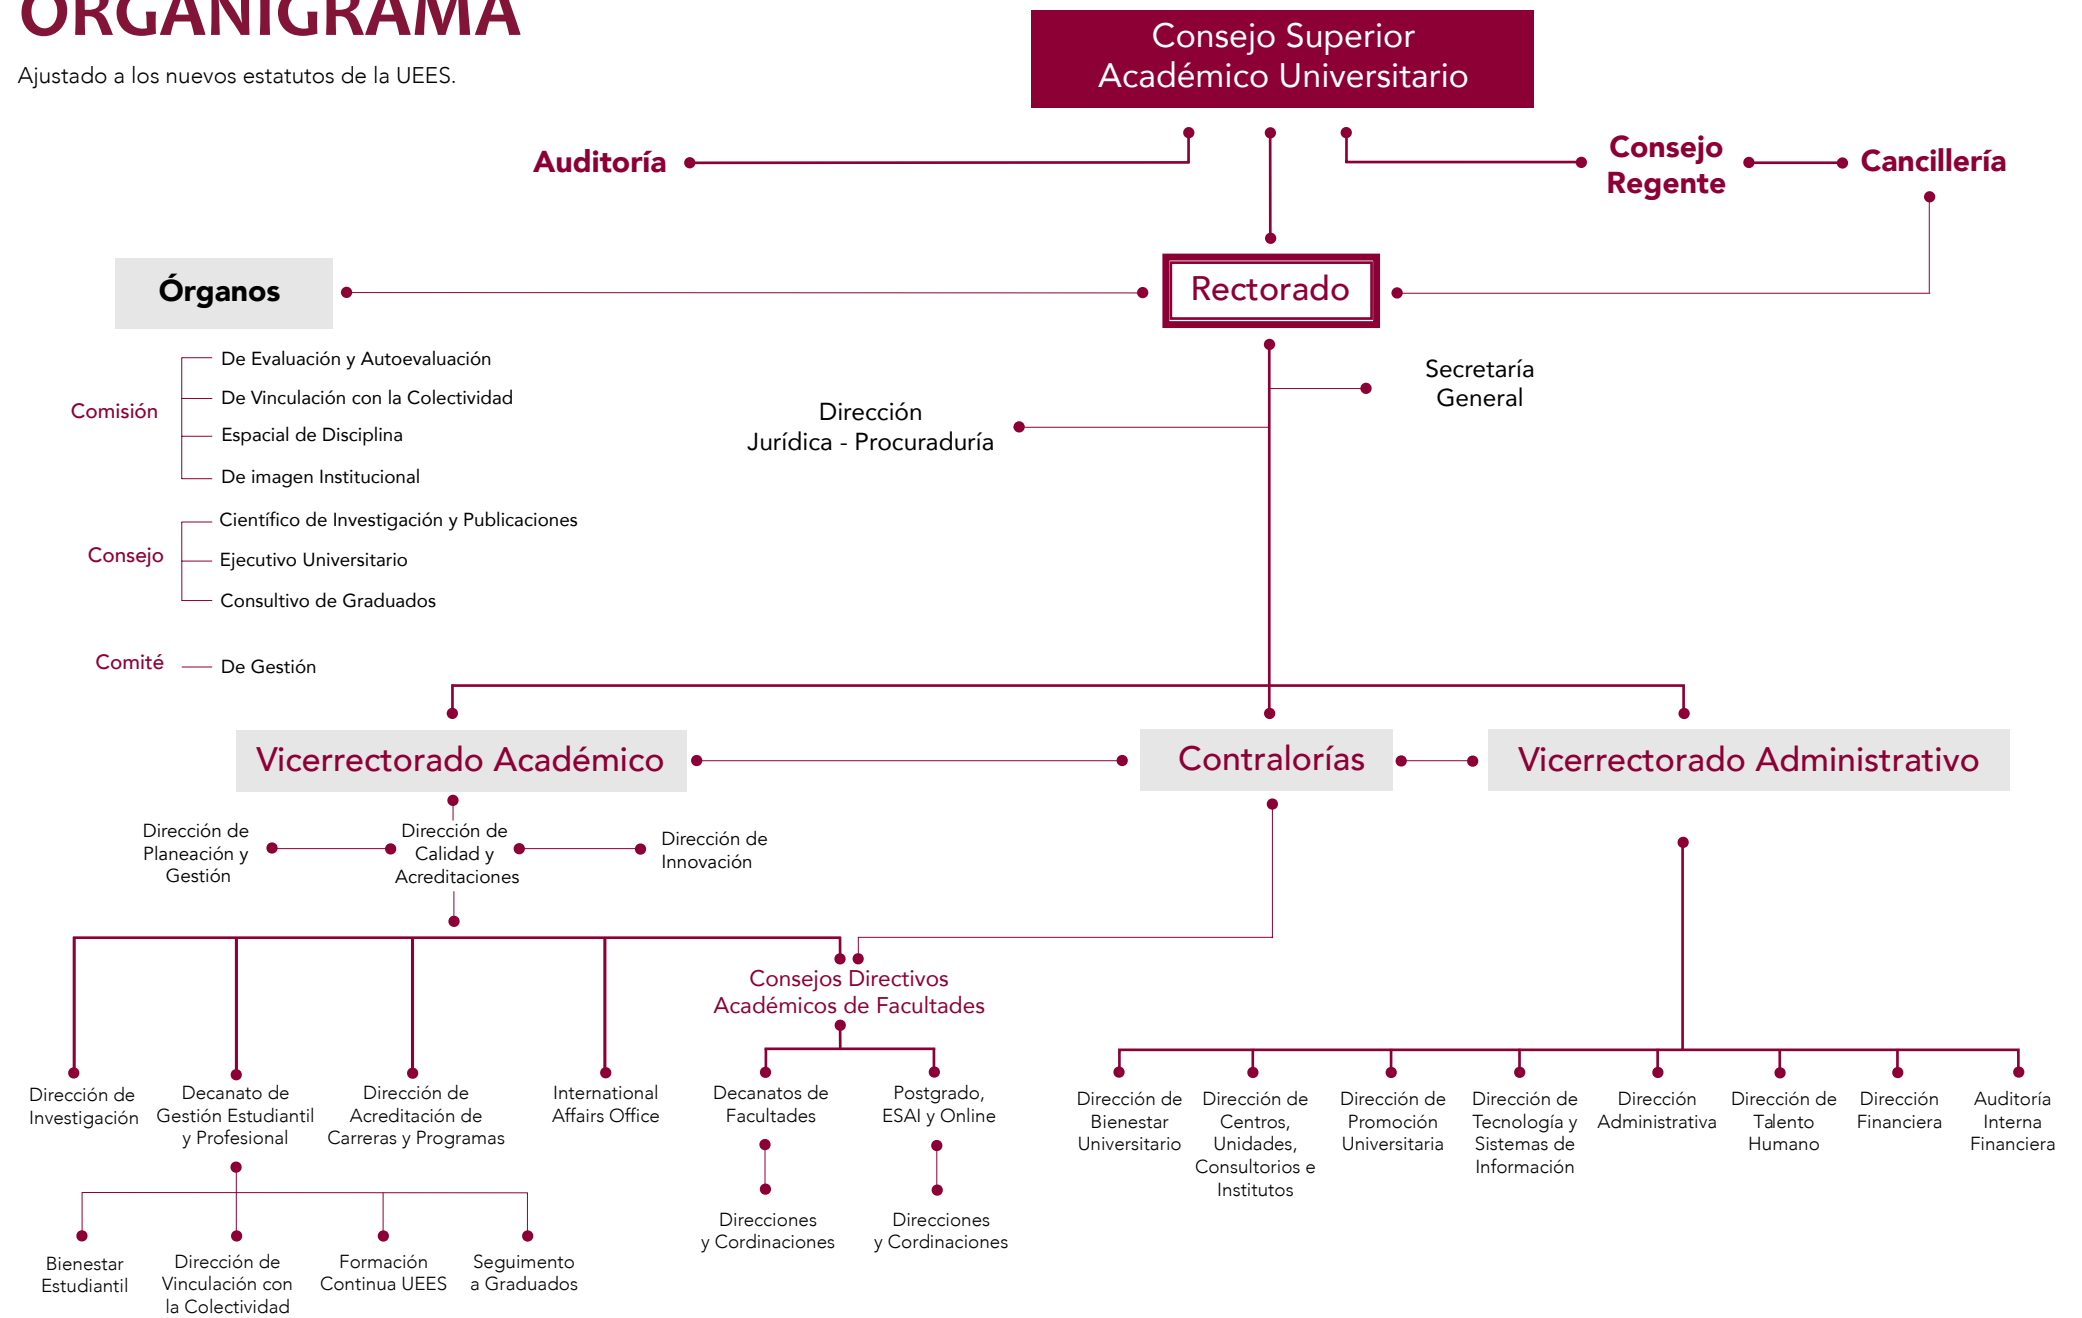 ORGANIGRAMA
Ajustado a los nuevos estatutos de la UEES.
Consejo Superior
Académico Universitario
Auditoría
Consejo
Regente
Cancillería
Órganos
Rectorado
Comisión
De Evaluación y Autoevaluación
De Vinculación con la Colectividad
Espacial de Disciplina
De imagen Institucional
Secretaría
General
Dirección
Jurídica - Procuraduría
Consejo
Científico de Investigación y Publicaciones
Ejecutivo Universitario
Consultivo de Graduados
Comité
De Gestión
Vicerrectorado Académico
Contralorías
Vicerrectorado Administrativo
Dirección de
Planeación y
Gestión
Dirección de
Calidad y
Acreditaciones
Dirección de
Innovación
Consejos Directivos
Académicos de Facultades
Dirección de
Investigación
Decanato de
Gestión Estudiantil
y Profesional
Dirección de
Acreditación de
Carreras y Programas
International
Affairs Office
Decanatos de
Facultades
Postgrado,
ESAI y Online
Dirección de
Bienestar
Universitario
Dirección de
Centros,
Unidades,
Consultorios e
Institutos
Dirección de
Promoción
Universitaria
Dirección de
Tecnología y
Sistemas de
Información
Dirección
Administrativa
Dirección de
Talento
Humano
Dirección
Financiera
Auditoría
Interna
Financiera
Direcciones
y Cordinaciones
Direcciones
y Cordinaciones
Bienestar
Estudiantil
Dirección de
Vinculación con
la Colectividad
Formación
Continua UEES
Seguimento
a Graduados